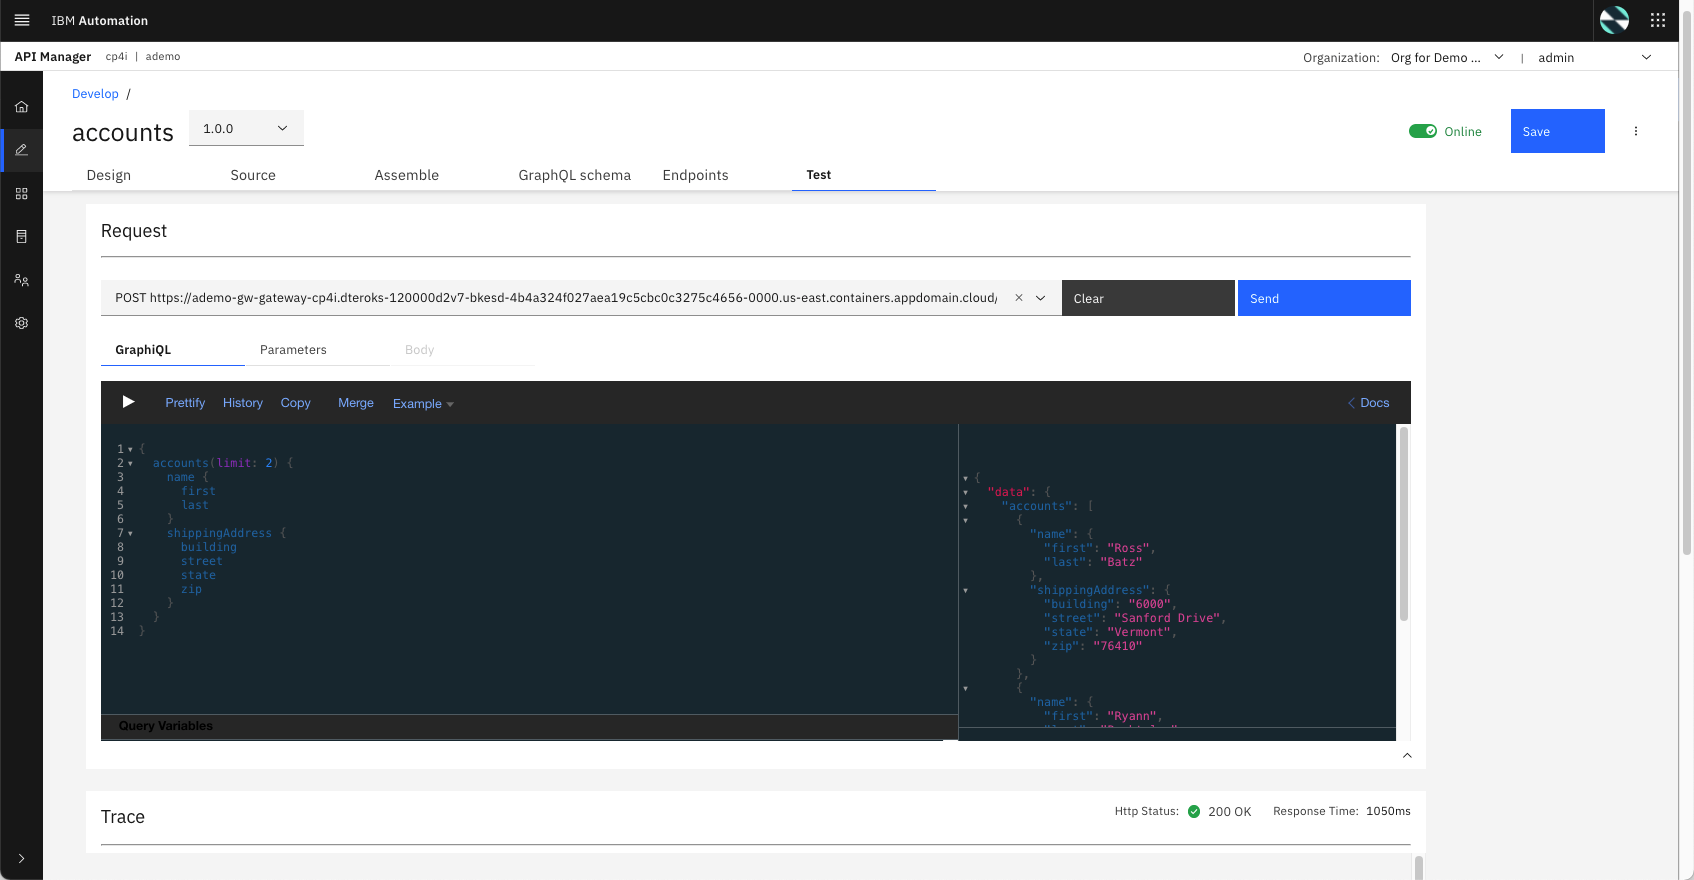 IBM Automation
API Manager cp4i | ademo
Organization: Org for Demo ... | admin
Develop /
accounts 1.0.0
Online
Save
Design Source Assemble GraphQL schema Endpoints Test
Request
POST https://ademo-gw-gateway-cp4i.dteroks-120000d2v7-bkesd-4b4a324f027aea19c5cbc0c3275c4656-0000.us-east.containers.appdomain.cloud/
Clear
Send
GraphiQL Parameters Body
Prettify History Copy Merge Example
Docs
1 {
2 accounts(limit: 2) {
3 name {
4 first
5 last
6 }
7 shippingAddress {
8 building
9 street
10 state
11 zip
12 }
13 }
14 }
Query Variables
{
"data": {
"accounts": [
{
"name": {
"first": "Ross",
"last": "Batz"
},
"shippingAddress": {
"building": "6000",
"street": "Sanford Drive",
"state": "Vermont",
"zip": "76410"
}
},
{
"name": {
"first": "Ryann",
Trace
Http Status: 200 OK Response Time: 1050ms